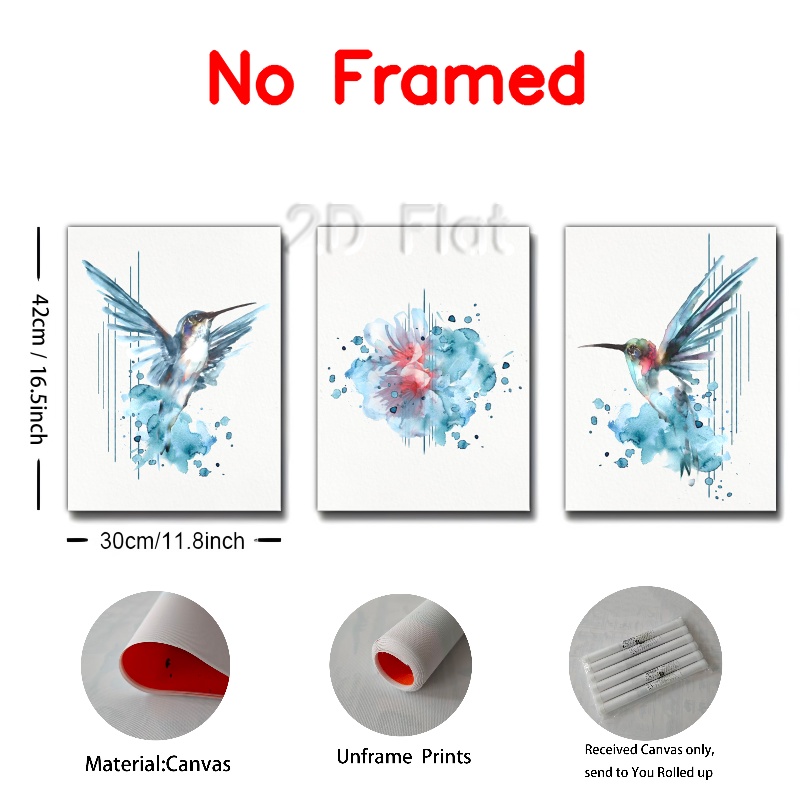 No Framed
2D Flat
42cm / 16.5inch
30cm/11.8inch
Material:Canvas
Unframe Prints
Received Canvas only,
send to You Rolled up